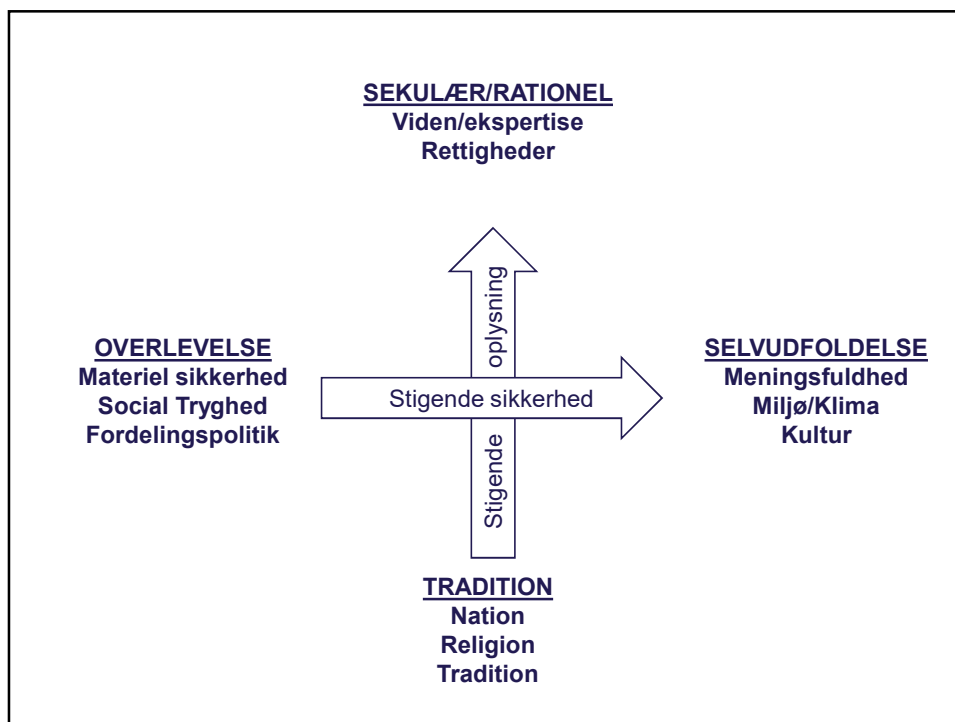 SEKULÆR/RATIONEL
Viden/ekspertise
Rettigheder
OVERLEVELSE
Materiel sikkerhed
Social Tryghed
Fordelingspolitik
Stigende sikkerhed
Stigende oplysning
SELVUDFOLDELSE
Meningsfuldhed
Miljø/Klima
Kultur
TRADITION
Nation
Religion
Tradition